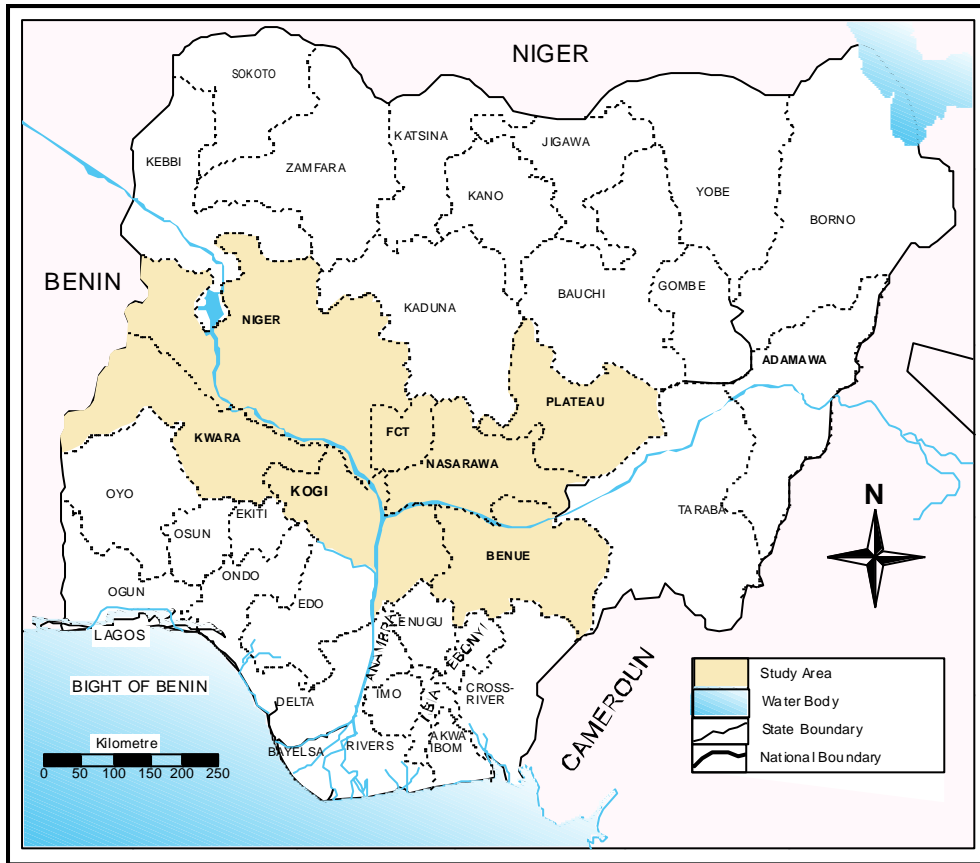 NIGER
SOKOTO
KATSINA
JIGAWA
KEBBI
ZAMFARA
KANO
YOBE
BORNO
BENIN
KADUNA
BAUCHI
GOMBE
NIGER
ADAMAWA
PLATEAU
FCT
KWARA
NASARAWA
KOGI
OYO
TARABA
N
EKITI
OSUN
BENUE
ONDO
OGUN
EDO
LAGOS
ENUGU
ANAMBRA
EBONYI
BIGHT OF BENIN
DELTA
IMO
CROSS-
RIVER
CAMEROUN
BAYELSA
RIVERS
AKWA
IBOM
Study Area
Water Body
State Boundary
National Boundary
Kilometre
0 50 100 150 200 250